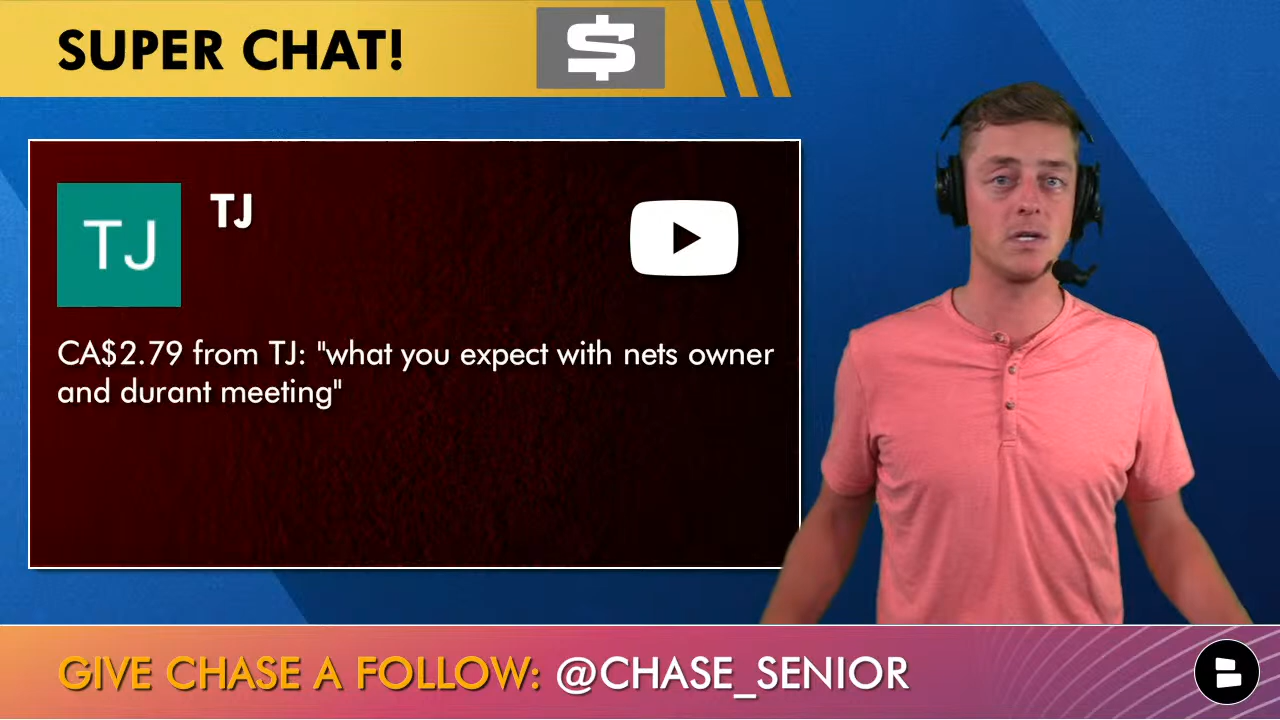 SUPER CHAT!
$
TJ
TJ
CA$2.79 from TJ: "what you expect with nets owner
and durant meeting"
GIVE CHASE A FOLLOW: @CHASE_SENIOR